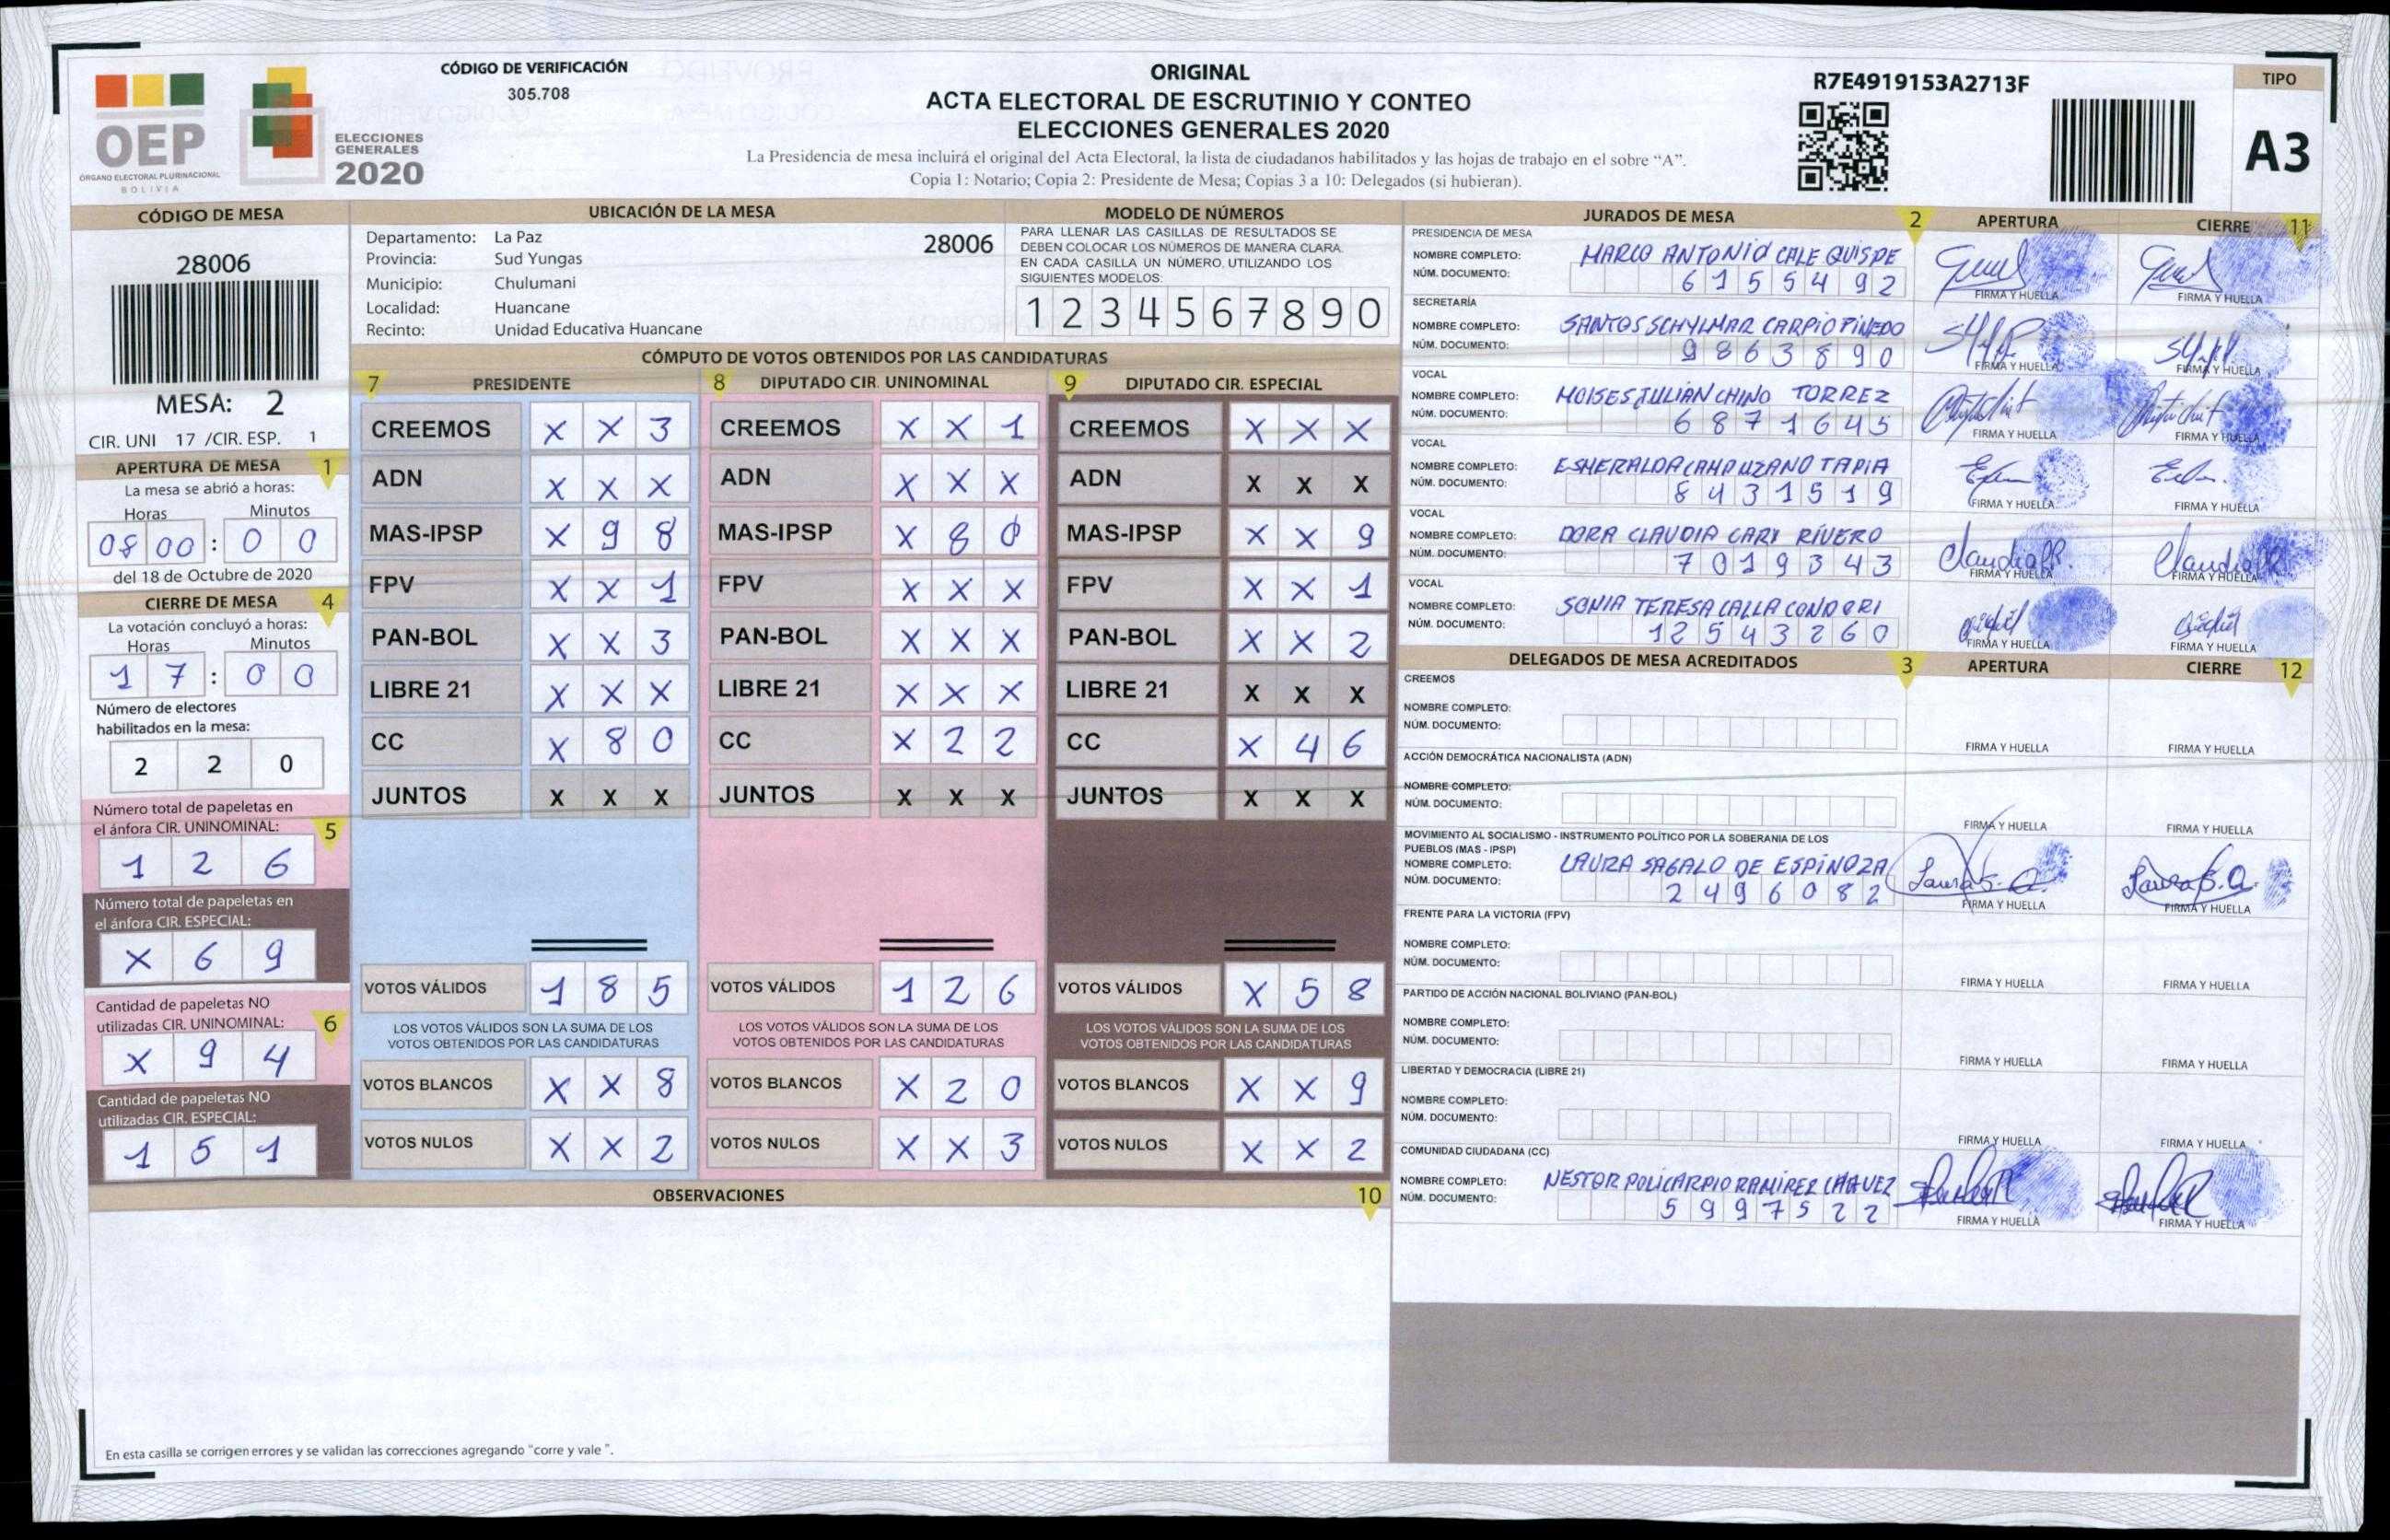 CÓDIGO DE VERIFICACIÓN
305.708
OEP
ÓRGANO ELECTORAL PLURINACIONAL
BOLIVIA
ELECCIONES
GENERALES
2020
ORIGINAL
ACTA ELECTORAL DE ESCRUTINIO Y CONTEO
ELECCIONES GENERALES 2020
La Presidencia de mesa incluirá el original del Acta Electoral, la lista de ciudadanos habilitados y las hojas de trabajo en el sobre “A”.
Copia 1: Notario; Copia 2: Presidente de Mesa; Copias 3 a 10: Delegados (si hubieran).
R7E4919153A2713F
TIPO
A3
CÓDIGO DE MESA
28006
MESA: 2
CIR. UNI 17 /CIR. ESP. 1
APERTURA DE MESA 1
La mesa se abrió a horas:
Horas Minutos
08 00 : 0 0
del 18 de Octubre de 2020
CIERRE DE MESA 4
La votación concluyó a horas:
Horas Minutos
1 7 : 0 0
Número de electores
habilitados en la mesa:
2 2 0
Número total de papeletas en
el ánfora CIR. UNINOMINAL: 5
1 2 6
Número total de papeletas en
el ánfora CIR. ESPECIAL:
X 6 9
Cantidad de papeletas NO
utilizadas CIR. UNINOMINAL: 6
X 9 4
Cantidad de papeletas NO
utilizadas CIR. ESPECIAL:
1 5 1
UBICACIÓN DE LA MESA
Departamento: La Paz 28006
Provincia: Sud Yungas
Municipio: Chulumani
Localidad: Huancane
Recinto: Unidad Educativa Huancane
MODELO DE NÚMEROS
PARA LLENAR LAS CASILLAS DE RESULTADOS SE
DEBEN COLOCAR LOS NÚMEROS DE MANERA CLARA.
EN CADA CASILLA UN NÚMERO, UTILIZANDO LOS
SIGUIENTES MODELOS:
1 2 3 4 5 6 7 8 9 0
CÓMPUTO DE VOTOS OBTENIDOS POR LAS CANDIDATURAS
7 PRESIDENTE 8 DIPUTADO CIR. UNINOMINAL 9 DIPUTADO CIR. ESPECIAL
CREEMOS X X 3 CREEMOS X X 1 CREEMOS X X X
ADN X X X ADN X X X ADN X X X
MAS-IPSP X 9 8 MAS-IPSP X 8 0 MAS-IPSP X X 9
FPV X X 1 FPV X X X FPV X X 1
PAN-BOL X X 3 PAN-BOL X X X PAN-BOL X X 2
LIBRE 21 X X X LIBRE 21 X X X LIBRE 21 X X X
CC X 8 0 CC X 2 2 CC X 4 6
JUNTOS X X X JUNTOS X X X JUNTOS X X X
VOTOS VÁLIDOS 1 8 5 VOTOS VÁLIDOS 1 2 6 VOTOS VÁLIDOS X 5 8
LOS VOTOS VÁLIDOS SON LA SUMA DE LOS LOS VOTOS VÁLIDOS SON LA SUMA DE LOS LOS VOTOS VÁLIDOS SON LA SUMA DE LOS
VOTOS OBTENIDOS POR LAS CANDIDATURAS VOTOS OBTENIDOS POR LAS CANDIDATURAS VOTOS OBTENIDOS POR LAS CANDIDATURAS
VOTOS BLANCOS X X 8 VOTOS BLANCOS X 2 0 VOTOS BLANCOS X X 9
VOTOS NULOS X X 2 VOTOS NULOS X X 3 VOTOS NULOS X X 2
OBSERVACIONES 10
En esta casilla se corrigen errores y se validan las correcciones agregando “corre y vale ”.
JURADOS DE MESA 2 APERTURA CIERRE 11
PRESIDENCIA DE MESA
NOMBRE COMPLETO: MARCO ANTONIO CALE QUISPE
NÚM. DOCUMENTO: 6 1 5 5 4 9 2
FIRMA Y HUELLA FIRMA Y HUELLA
SECRETARÍA
NOMBRE COMPLETO: SANTOS SCHYLMAR CARPIO PINEDO
NÚM. DOCUMENTO: 9 8 6 3 8 9 0
FIRMA Y HUELLA FIRMA Y HUELLA
VOCAL
NOMBRE COMPLETO: MOISES JULIAN CHINO TORREZ
NÚM. DOCUMENTO: 6 8 7 1 6 4 5
FIRMA Y HUELLA FIRMA Y HUELLA
VOCAL
NOMBRE COMPLETO: ESMERALDA CAMPUZANO TAPIA
NÚM. DOCUMENTO: 8 4 3 1 5 1 9
FIRMA Y HUELLA FIRMA Y HUELLA
VOCAL
NOMBRE COMPLETO: DORA CLAUDIA CARY RIVERO
NÚM. DOCUMENTO: 7 0 1 9 3 4 3
FIRMA Y HUELLA FIRMA Y HUELLA
VOCAL
NOMBRE COMPLETO: SONIA TERESA CALLA CONDORI
NÚM. DOCUMENTO: 1 2 5 4 3 2 6 0
FIRMA Y HUELLA FIRMA Y HUELLA
DELEGADOS DE MESA ACREDITADOS 3 APERTURA CIERRE 12
CREEMOS
NOMBRE COMPLETO:
NÚM. DOCUMENTO:
FIRMA Y HUELLA FIRMA Y HUELLA
ACCIÓN DEMOCRÁTICA NACIONALISTA (ADN)
NOMBRE COMPLETO:
NÚM. DOCUMENTO:
FIRMA Y HUELLA FIRMA Y HUELLA
MOVIMIENTO AL SOCIALISMO - INSTRUMENTO POLÍTICO POR LA SOBERANIA DE LOS
PUEBLOS (MAS - IPSP)
NOMBRE COMPLETO: LAURA SAGALO DE ESPINOZA
NÚM. DOCUMENTO: 2 4 9 6 0 8 2
FIRMA Y HUELLA FIRMA Y HUELLA
FRENTE PARA LA VICTORIA (FPV)
NOMBRE COMPLETO:
NÚM. DOCUMENTO:
FIRMA Y HUELLA FIRMA Y HUELLA
PARTIDO DE ACCIÓN NACIONAL BOLIVIANO (PAN-BOL)
NOMBRE COMPLETO:
NÚM. DOCUMENTO:
FIRMA Y HUELLA FIRMA Y HUELLA
LIBERTAD Y DEMOCRACIA (LIBRE 21)
NOMBRE COMPLETO:
NÚM. DOCUMENTO:
FIRMA Y HUELLA FIRMA Y HUELLA
COMUNIDAD CIUDADANA (CC)
NOMBRE COMPLETO: NESTOR POLICARPIO RAMIREZ CHAVEZ
NÚM. DOCUMENTO: 5 9 9 7 5 2 2
FIRMA Y HUELLA FIRMA Y HUELLA